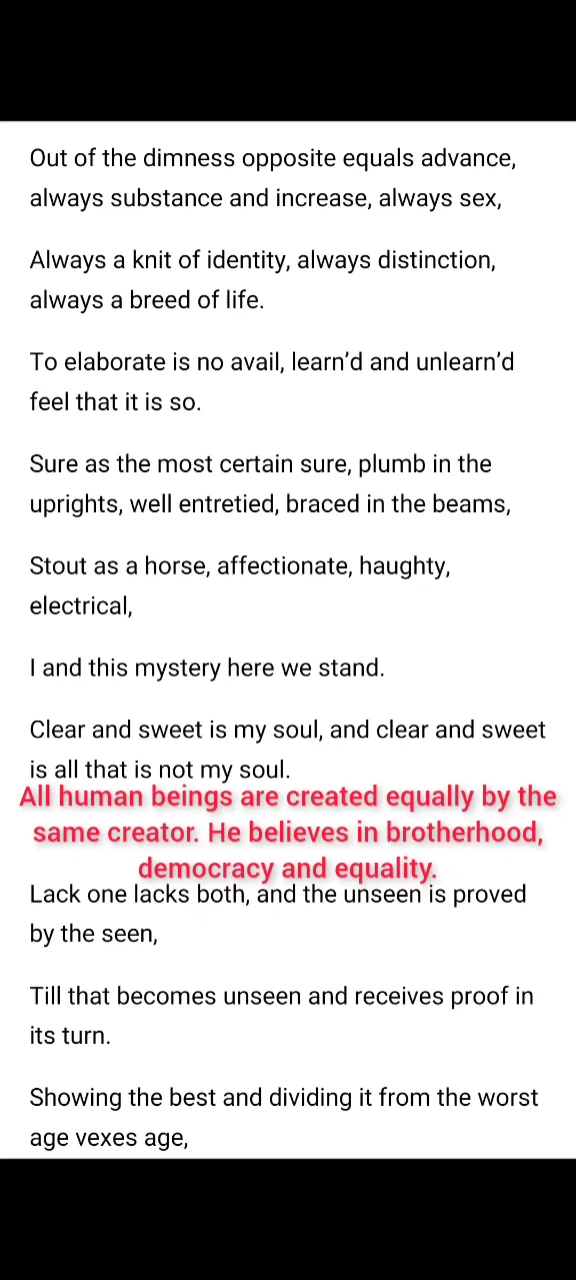 Out of the dimness opposite equals advance,
always substance and increase, always sex,
Always a knit of identity, always distinction,
always a breed of life.
To elaborate is no avail, learn’d and unlearn’d
feel that it is so.
Sure as the most certain sure, plumb in the
uprights, well entretied, braced in the beams,
Stout as a horse, affectionate, haughty,
electrical,
I and this mystery here we stand.
Clear and sweet is my soul, and clear and sweet
is all that is not my soul.
All human beings are created equally by the
same creator. He believes in brotherhood,
democracy and equality.
Lack one lacks both, and the unseen is proved
by the seen,
Till that becomes unseen and receives proof in
its turn.
Showing the best and dividing it from the worst
age vexes age,